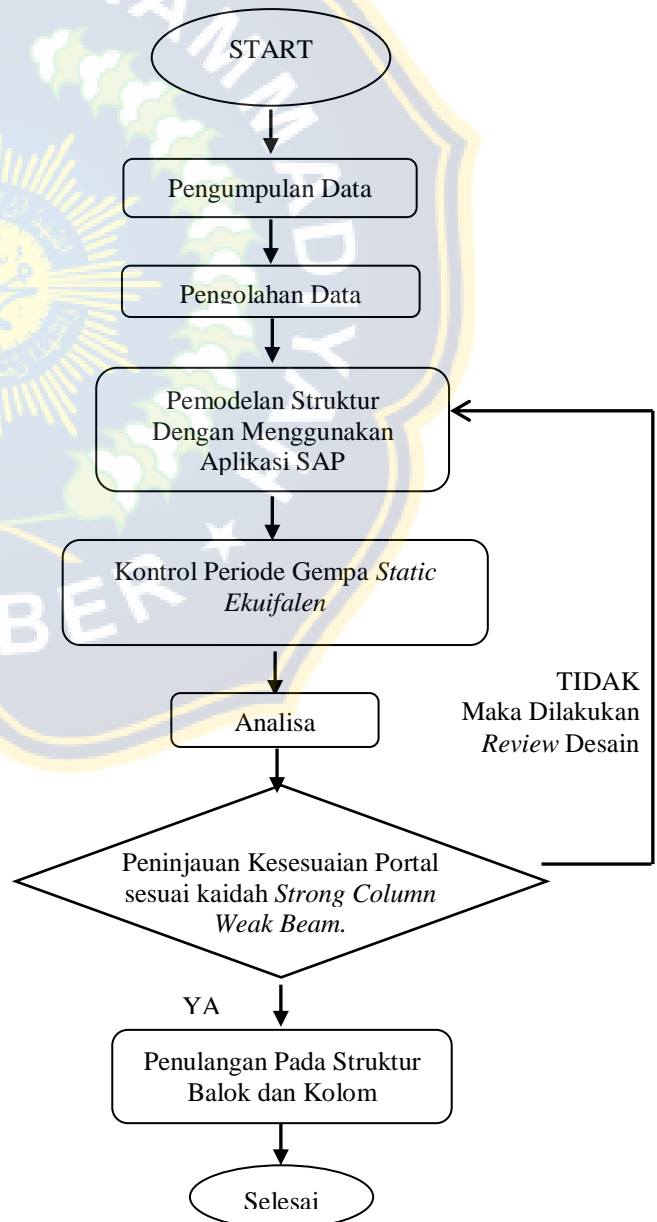 START
Pengumpulan Data
Pengolahan Data
Pemodelan Struktur
Dengan Menggunakan
Aplikasi SAP
Kontrol Periode Gempa Static
Ekuifalen
Analisa
TIDAK
Maka Dilakukan
Review Desain
Peninjauan Kesesuaian Portal
sesuai kaidah Strong Column
Weak Beam.
YA
Penulangan Pada Struktur
Balok dan Kolom
Selesai
AMMADIYAH
BER